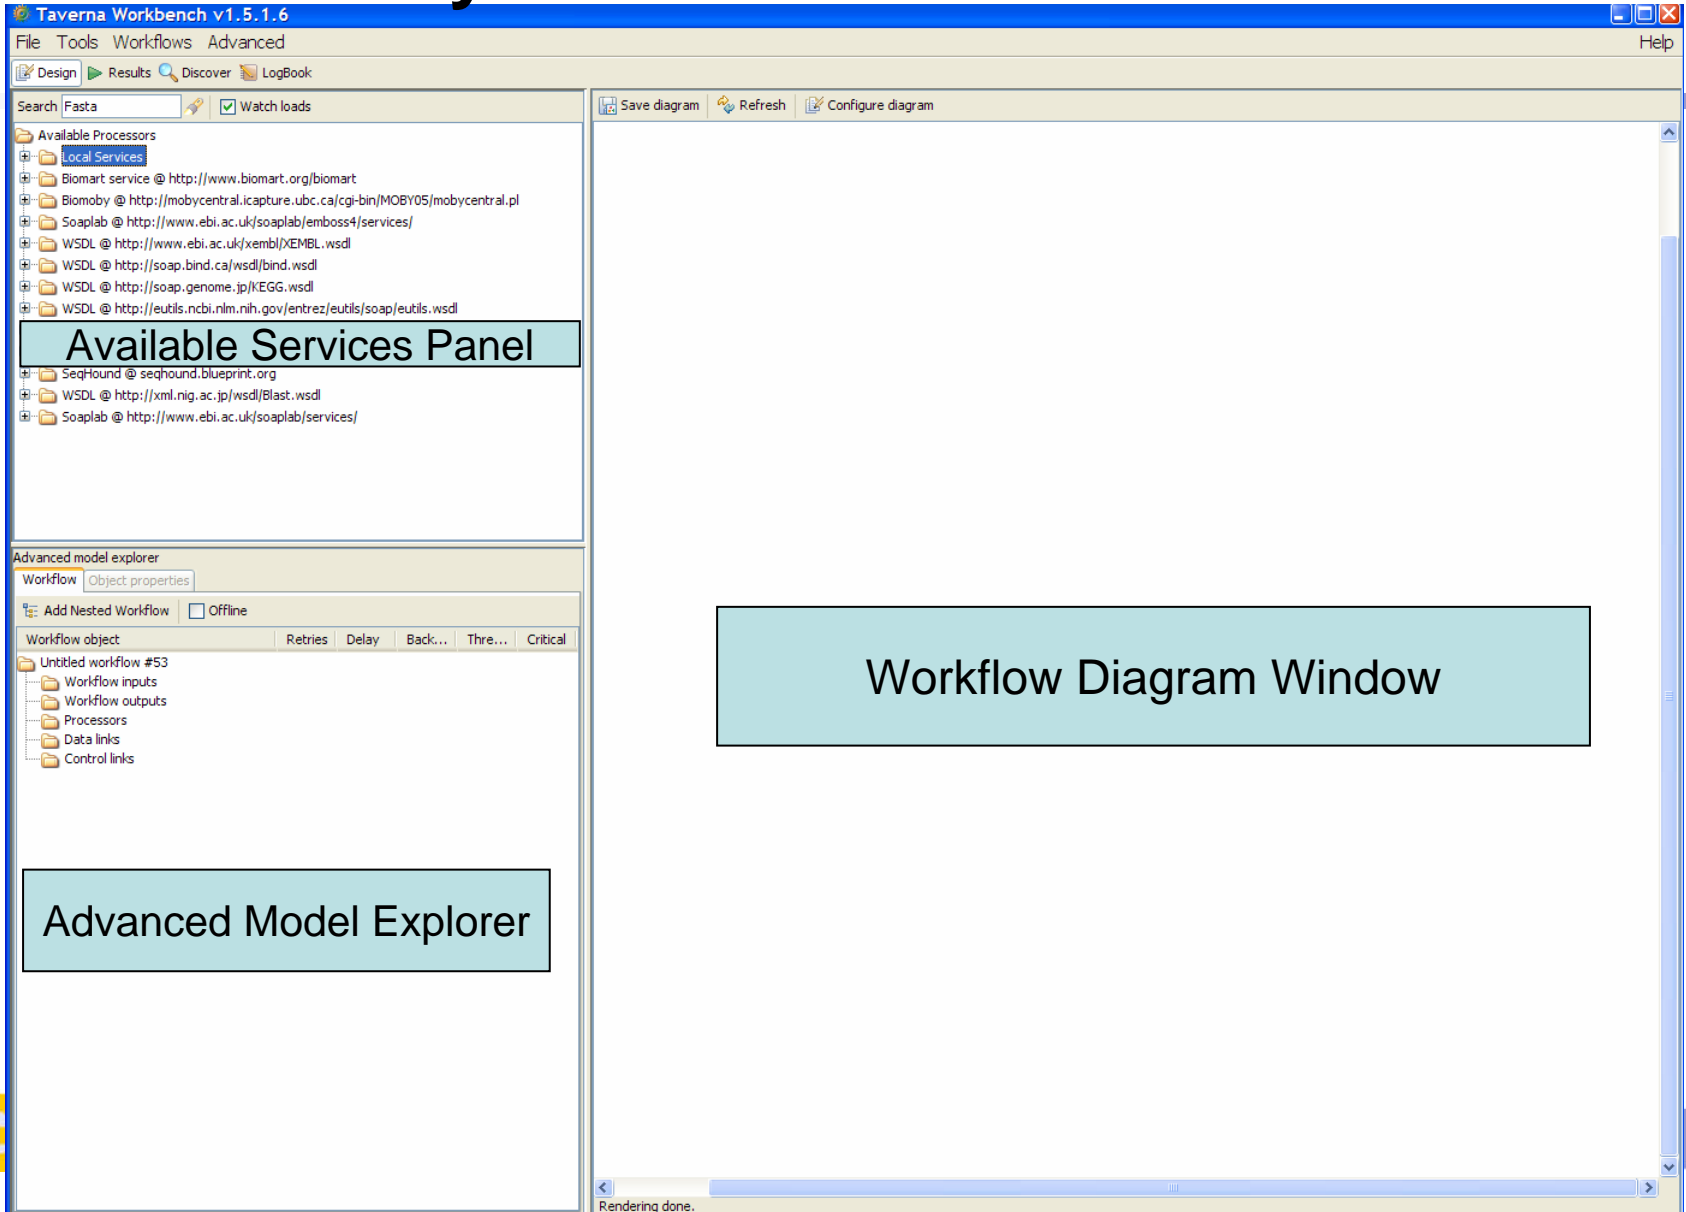 y
Taverna Workbench v1.5.1.6
File Tools Workflows Advanced Help
Design Results Discover LogBook
Search Fasta Watch loads
Available Processors
Local Services
Biomart service @ http://www.biomart.org/biomart
Biomoby @ http://mobycentral.icapture.ubc.ca/cgi-bin/MOBY05/mobycentral.pl
Soaplab @ http://www.ebi.ac.uk/soaplab/emboss4/services/
WSDL @ http://www.ebi.ac.uk/xembl/XEMBL.wsdl
WSDL @ http://soap.bind.ca/wsdl/bind.wsdl
WSDL @ http://soap.genome.jp/KEGG.wsdl
WSDL @ http://eutils.ncbi.nlm.nih.gov/entrez/eutils/soap/eutils.wsdl
Available Services Panel
SeqHound @ seqhound.blueprint.org
WSDL @ http://xml.nig.ac.jp/wsdl/Blast.wsdl
Soaplab @ http://www.ebi.ac.uk/soaplab/services/
Advanced model explorer
Workflow Object properties
Add Nested Workflow Offline
Workflow object Retries Delay Back... Thre... Critical
Untitled workflow #53
Workflow inputs
Workflow outputs
Processors
Data links
Control links
Advanced Model Explorer
Save diagram Refresh Configure diagram
Workflow Diagram Window
Rendering done.